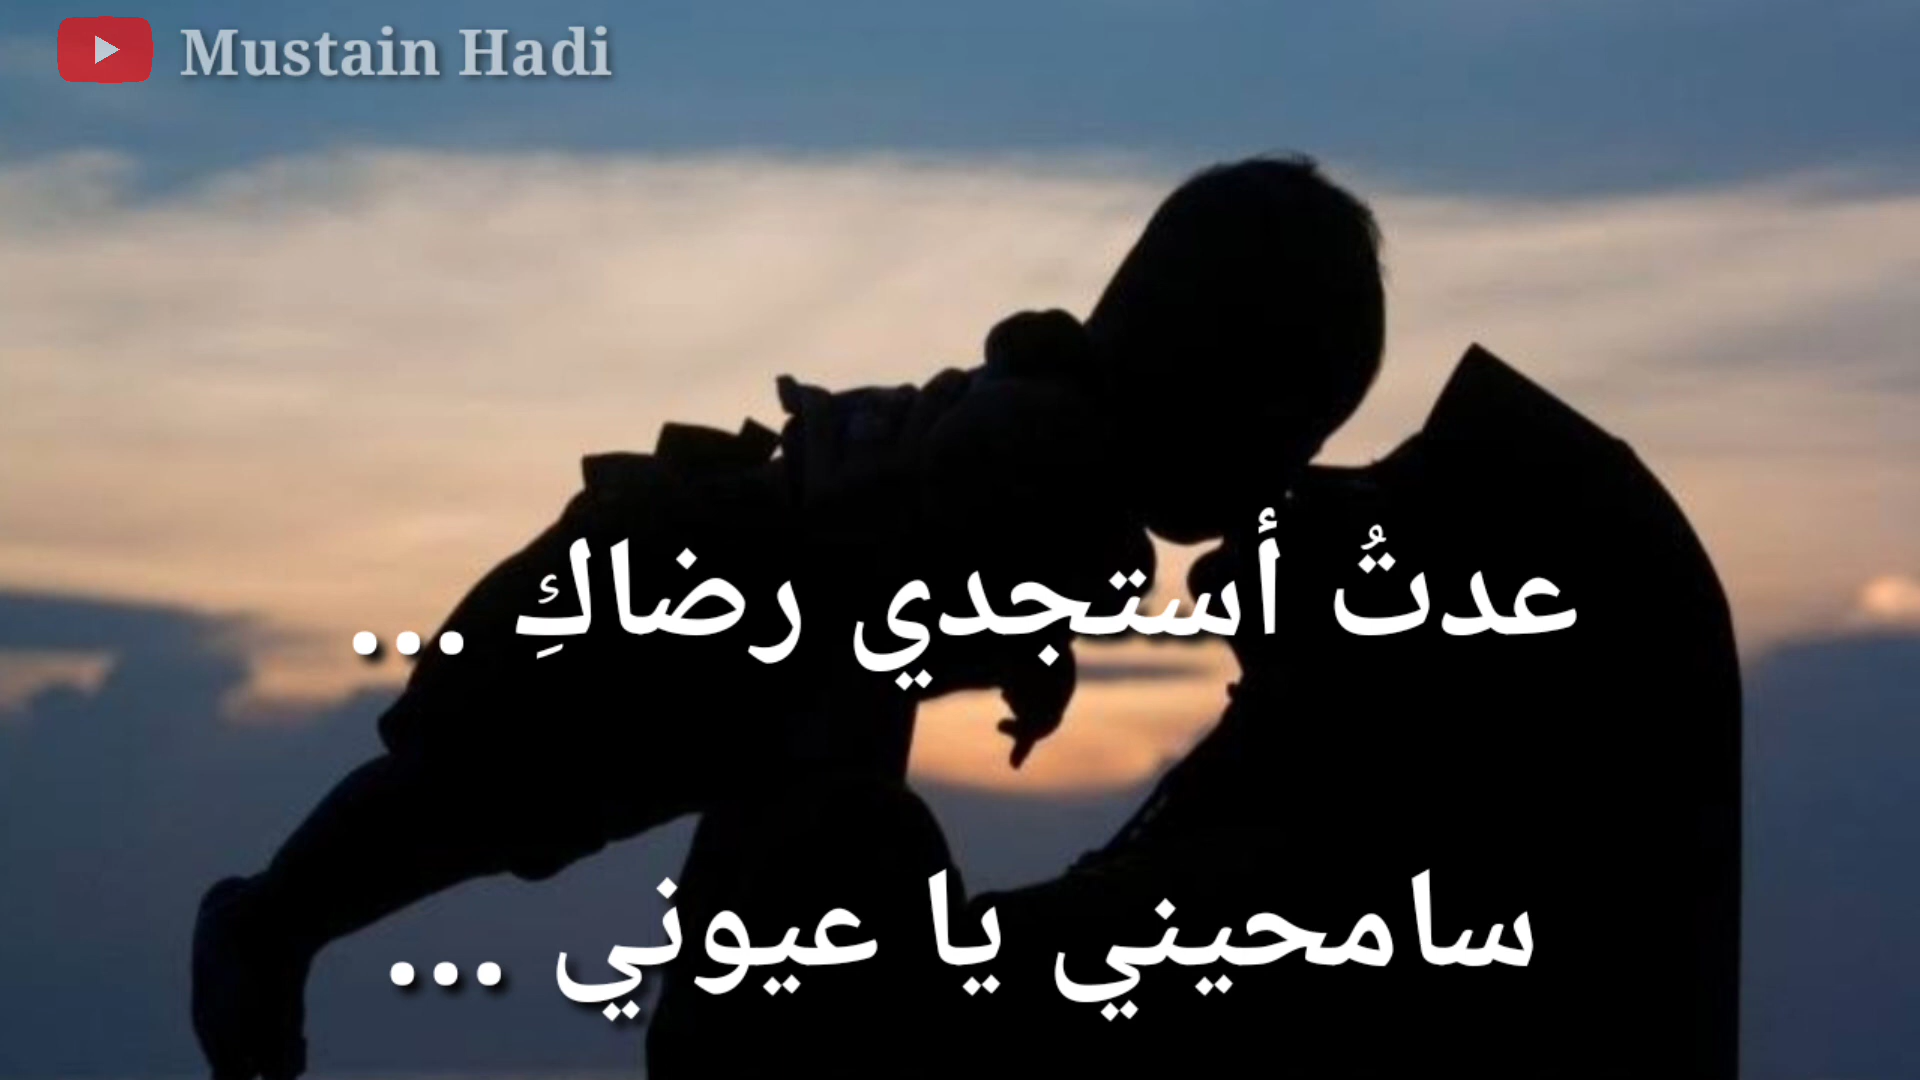 Mustain Hadi
عدتُ أستجدي رضاكِ ...
سامحيني يا عيوني ...